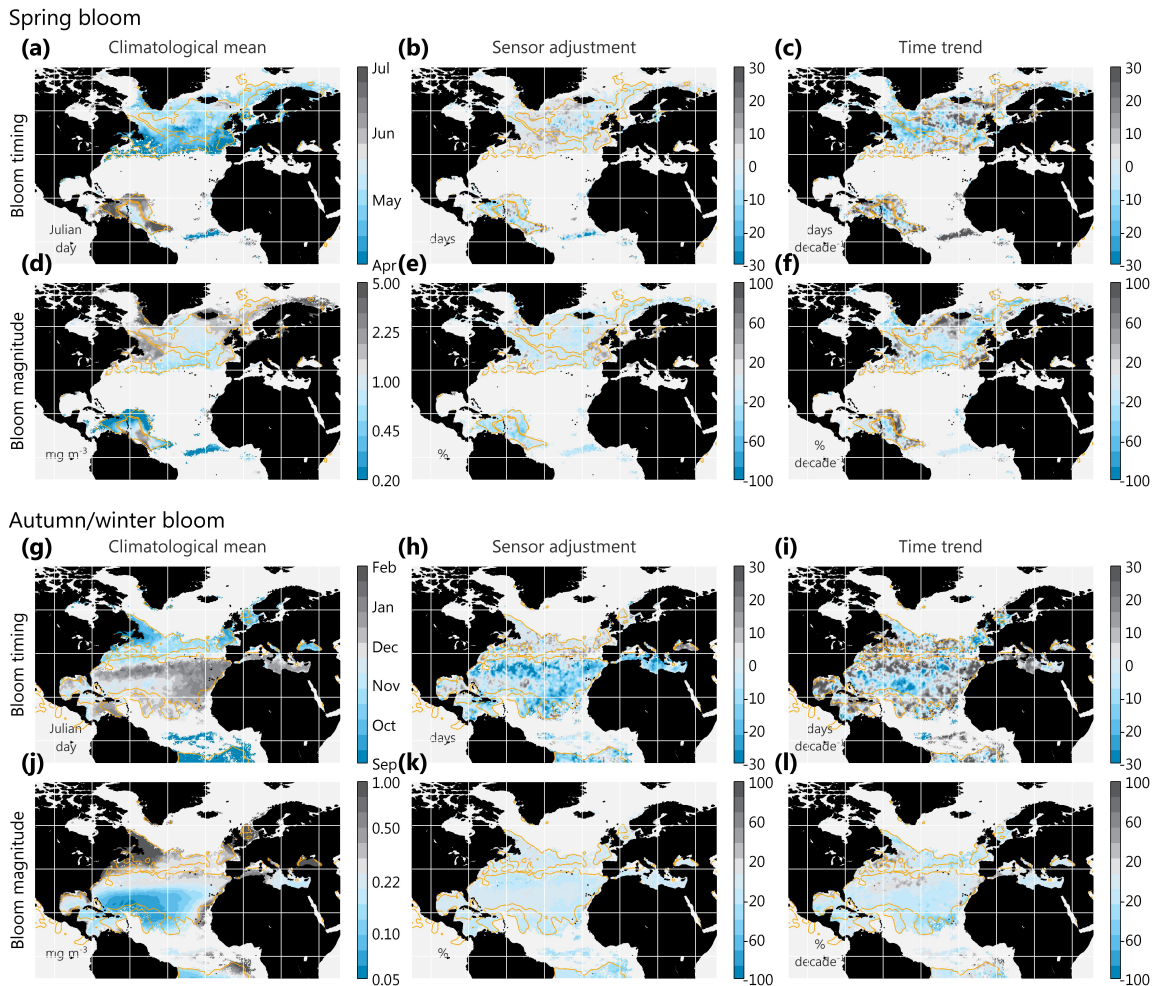 Spring bloom
(a) Climatological mean (b) Sensor adjustment (c) Time trend
Bloom timing
Jul
Jun
May
Apr
Julian
day
30
20
10
0
-10
-20
-30
days
30
20
10
0
-10
-20
-30
days
decade⁻¹
(d) (e) (f)
Bloom magnitude
5.00
2.25
1.00
0.45
0.20
mg m⁻³
100
60
20
-20
-60
-100
%
100
60
20
-20
-60
-100
%
decade⁻¹
Autumn/winter bloom
(g) Climatological mean (h) Sensor adjustment (i) Time trend
Bloom timing
Feb
Jan
Dec
Nov
Oct
Sep
Julian
day
30
20
10
0
-10
-20
-30
days
30
20
10
0
-10
-20
-30
days
decade⁻¹
(j) (k) (l)
Bloom magnitude
1.00
0.50
0.22
0.10
0.05
mg m⁻³
100
60
20
-20
-60
-100
%
100
60
20
-20
-60
-100
%
decade⁻¹